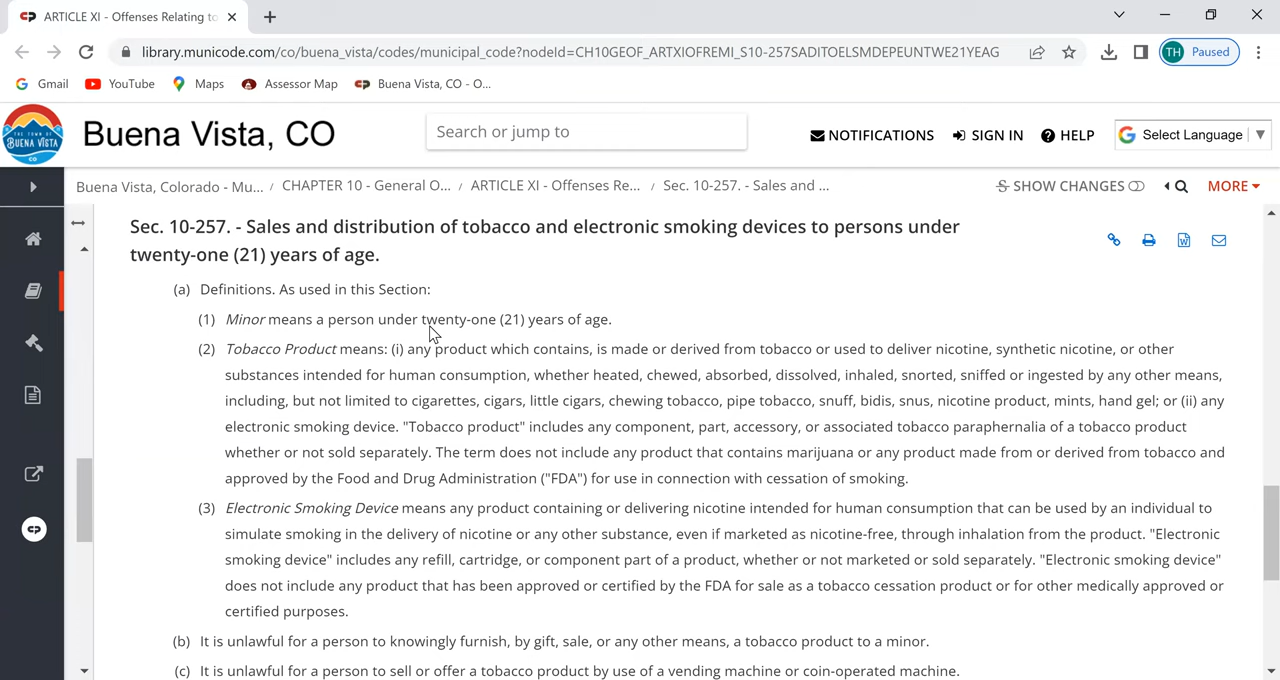 ARTICLE XI - Offenses Relating to
library.municode.com/co/buena_vista/codes/municipal_code?nodeId=CH10GEOF_ARTXIOFREMI_S10-257SADITOELSMDEPEUNTWE21YEAG
TH Paused
Gmail YouTube Maps Assessor Map Buena Vista, CO - O...
THE TOWN OF
BUENA VISTA
CO
Buena Vista, CO
Search or jump to
NOTIFICATIONS SIGN IN HELP Select Language
Buena Vista, Colorado - Mu... / CHAPTER 10 - General O... / ARTICLE XI - Offenses Re... / Sec. 10-257. - Sales and ... SHOW CHANGES MORE
Sec. 10-257. - Sales and distribution of tobacco and electronic smoking devices to persons under
twenty-one (21) years of age.
(a) Definitions. As used in this Section:
(1) Minor means a person under twenty-one (21) years of age.
(2) Tobacco Product means: (i) any product which contains, is made or derived from tobacco or used to deliver nicotine, synthetic nicotine, or other
substances intended for human consumption, whether heated, chewed, absorbed, dissolved, inhaled, snorted, sniffed or ingested by any other means,
including, but not limited to cigarettes, cigars, little cigars, chewing tobacco, pipe tobacco, snuff, bidis, snus, nicotine product, mints, hand gel; or (ii) any
electronic smoking device. "Tobacco product" includes any component, part, accessory, or associated tobacco paraphernalia of a tobacco product
whether or not sold separately. The term does not include any product that contains marijuana or any product made from or derived from tobacco and
approved by the Food and Drug Administration ("FDA") for use in connection with cessation of smoking.
(3) Electronic Smoking Device means any product containing or delivering nicotine intended for human consumption that can be used by an individual to
simulate smoking in the delivery of nicotine or any other substance, even if marketed as nicotine-free, through inhalation from the product. "Electronic
smoking device" includes any refill, cartridge, or component part of a product, whether or not marketed or sold separately. "Electronic smoking device"
does not include any product that has been approved or certified by the FDA for sale as a tobacco cessation product or for other medically approved or
certified purposes.
(b) It is unlawful for a person to knowingly furnish, by gift, sale, or any other means, a tobacco product to a minor.
(c) It is unlawful for a person to sell or offer a tobacco product by use of a vending machine or coin-operated machine.